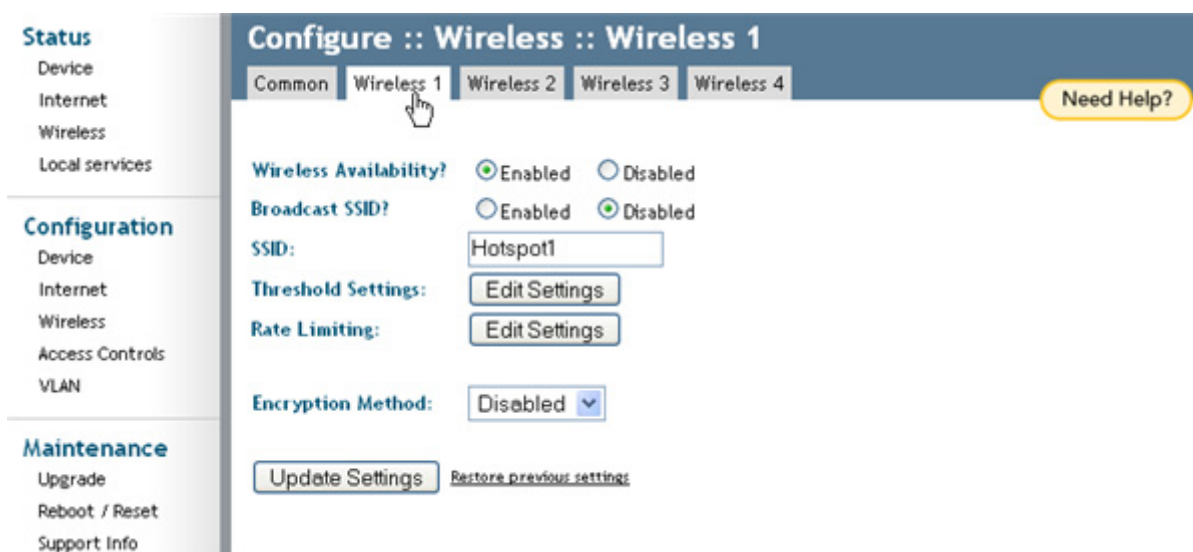 Status
Device
Internet
Wireless
Local services
Configuration
Device
Internet
Wireless
Access Controls
VLAN
Maintenance
Upgrade
Reboot / Reset
Support Info
Configure :: Wireless :: Wireless 1
Common Wireless 1 Wireless 2 Wireless 3 Wireless 4
Need Help?
Wireless Availability? Enabled Disabled
Broadcast SSID? Enabled Disabled
SSID: Hotspot1
Threshold Settings: Edit Settings
Rate Limiting: Edit Settings
Encryption Method: Disabled
Update Settings Restore previous settings